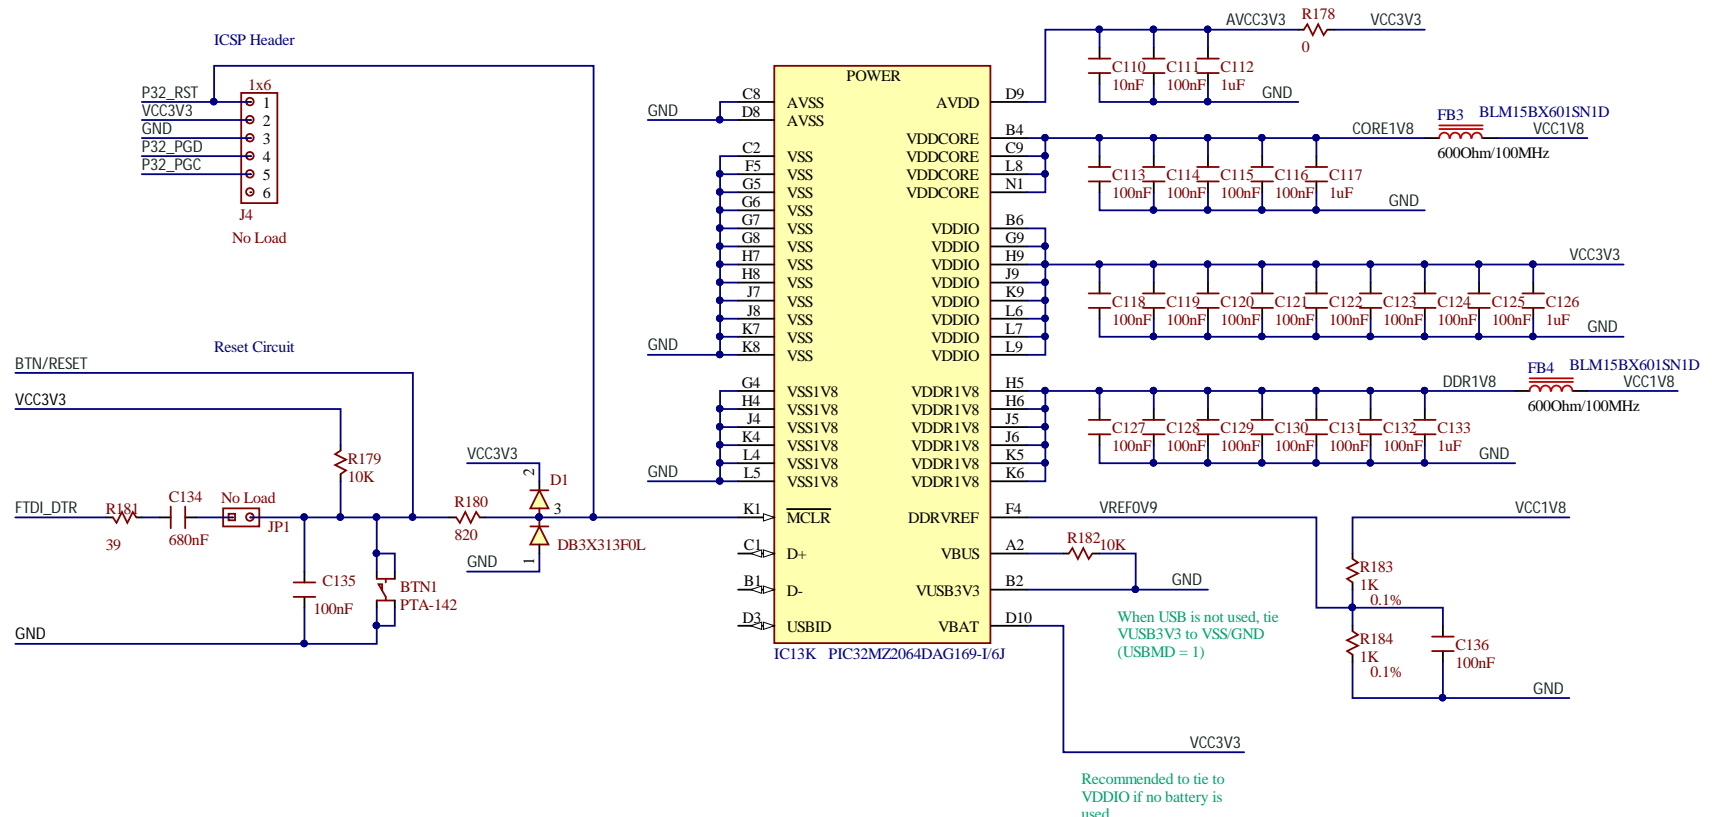 ICSP Header
1x6
P32_RST 1
VCC3V3 2
GND 3
P32_PGD 4
P32_PGC 5
6
J4
No Load
Reset Circuit
BTN/RESET
VCC3V3
R179
10K
FTDI_DTR
R181
39
C134
680nF
No Load
JP1
C135
100nF
BTN1
PTA-142
GND
R180
820
VCC3V3
2
D1
3
DB3X313F0L
GND
1
POWER
GND
C8 AVSS
D8 AVSS
C2 VSS
F5 VSS
G5 VSS
G6 VSS
G7 VSS
G8 VSS
H7 VSS
H8 VSS
J7 VSS
J8 VSS
K7 VSS
GND
K8 VSS
G4 VSS1V8
H4 VSS1V8
J4 VSS1V8
K4 VSS1V8
L4 VSS1V8
GND
L5 VSS1V8
K1 MCLR
C1 D+
B1 D-
D3 USBID
AVDD D9
VDDCORE B4
VDDCORE C9
VDDCORE L8
VDDCORE N1
VDDIO B6
VDDIO G9
VDDIO H9
VDDIO J9
VDDIO K9
VDDIO L6
VDDIO L7
VDDIO L9
VDDR1V8 H5
VDDR1V8 H6
VDDR1V8 J5
VDDR1V8 J6
VDDR1V8 K5
VDDR1V8 K6
DDRVREF F4
VBUS A2
VUSB3V3 B2
VBAT D10
IC13K PIC32MZ2064DAG169-I/6J
AVCC3V3
R178
0
VCC3V3
C110 C111 C112
10nF 100nF 1uF
GND
CORE1V8
FB3 BLM15BX601SN1D
VCC1V8
600Ohm/100MHz
C113 C114 C115 C116 C117
100nF 100nF 100nF 100nF 1uF
GND
VCC3V3
C118 C119 C120 C121 C122 C123 C124 C125 C126
100nF 100nF 100nF 100nF 100nF 100nF 100nF 100nF 1uF
GND
DDR1V8
FB4 BLM15BX601SN1D
VCC1V8
600Ohm/100MHz
C127 C128 C129 C130 C131 C132 C133
100nF 100nF 100nF 100nF 100nF 100nF 1uF
GND
VREF0V9
VCC1V8
R182 10K
GND
R183
1K
0.1%
R184
1K
0.1%
C136
100nF
GND
When USB is not used, tie
VUSB3V3 to VSS/GND
(USBMD = 1)
VCC3V3
Recommended to tie to
VDDIO if no battery is
used